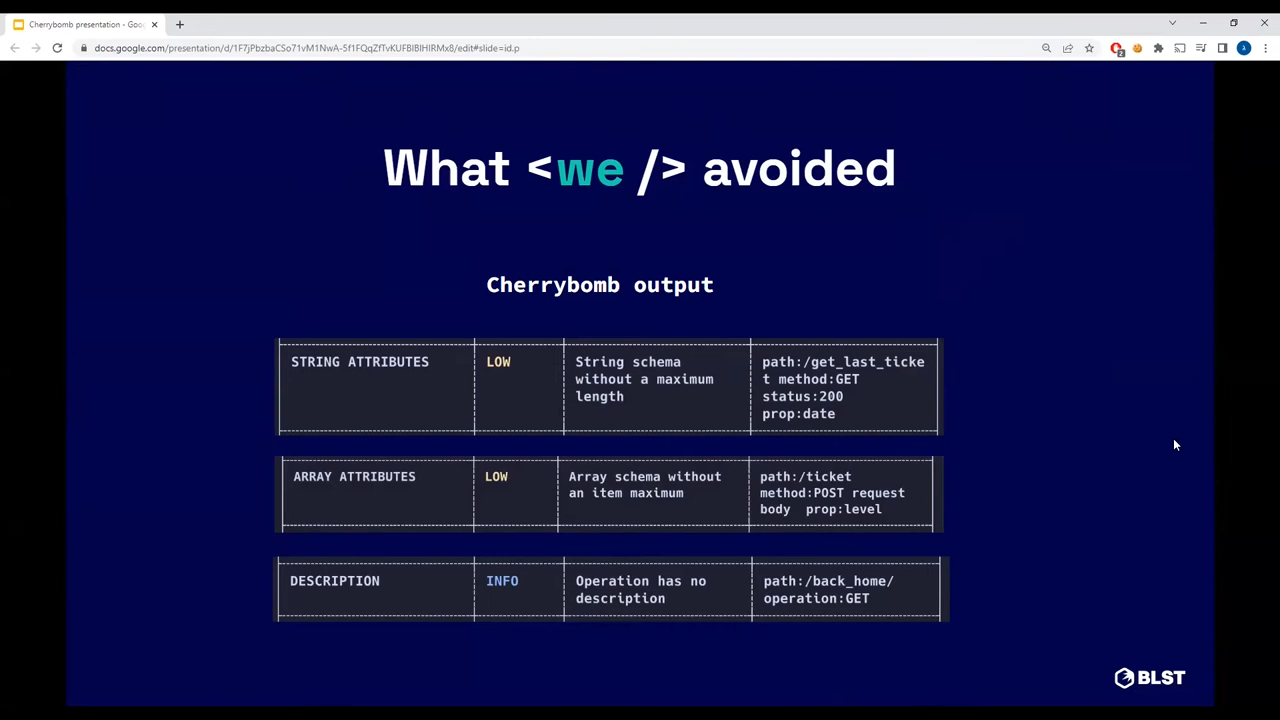 Cherrybomb presentation - Goo
docs.google.com/presentation/d/1F7jPbzbaCSo71vM1NwA-5f1FQqZfTvKUFBIBIHIRMx8/edit#slide=id.p
What <we /> avoided
Cherrybomb output
STRING ATTRIBUTES LOW String schema path:/get_last_ticke
without a maximum t method:GET
length status:200
prop:date
ARRAY ATTRIBUTES LOW Array schema without path:/ticket
an item maximum method:POST request
body prop:level
DESCRIPTION INFO Operation has no path:/back_home/
description operation:GET
BLST